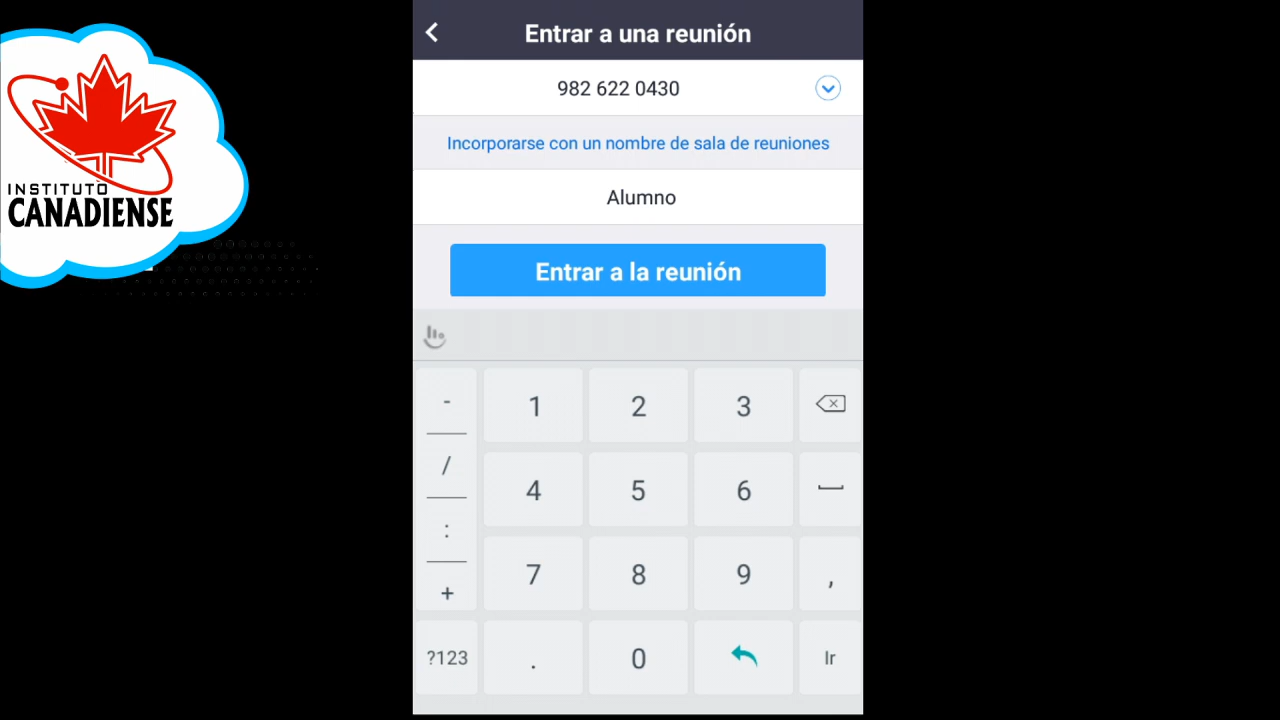 INSTITUTO
CANADIENSE
Entrar a una reunión
982 622 0430
Incorporarse con un nombre de sala de reuniones
Alumno
Entrar a la reunión
- 1 2 3
/ 4 5 6
:
7 8 9 ,
+
?123 . 0 Ir